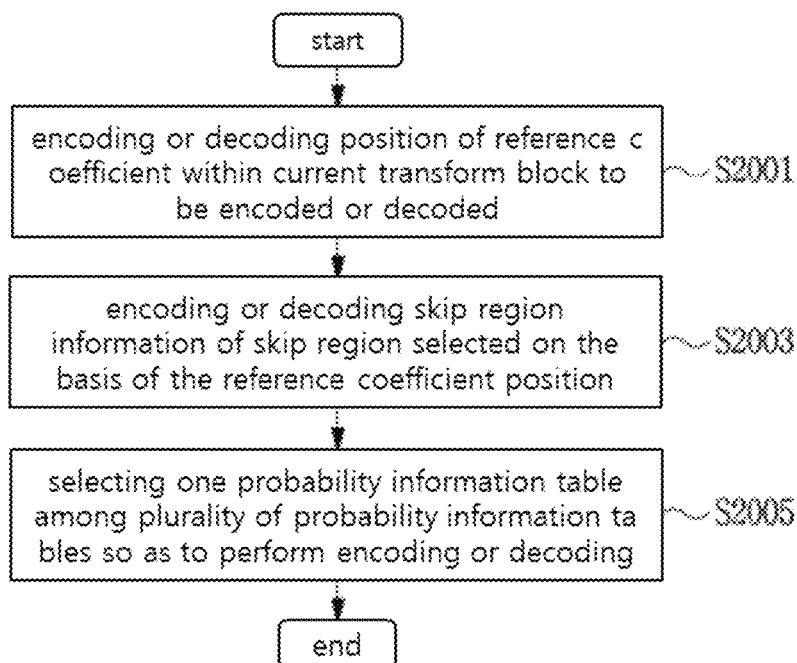 start
encoding or decoding position of reference c
oefficient within current transform block to
be encoded or decoded
S2001
encoding or decoding skip region
information of skip region selected on the
basis of the reference coefficient position
S2003
selecting one probability information table
among plurality of probability information ta
bles so as to perform encoding or decoding
S2005
end